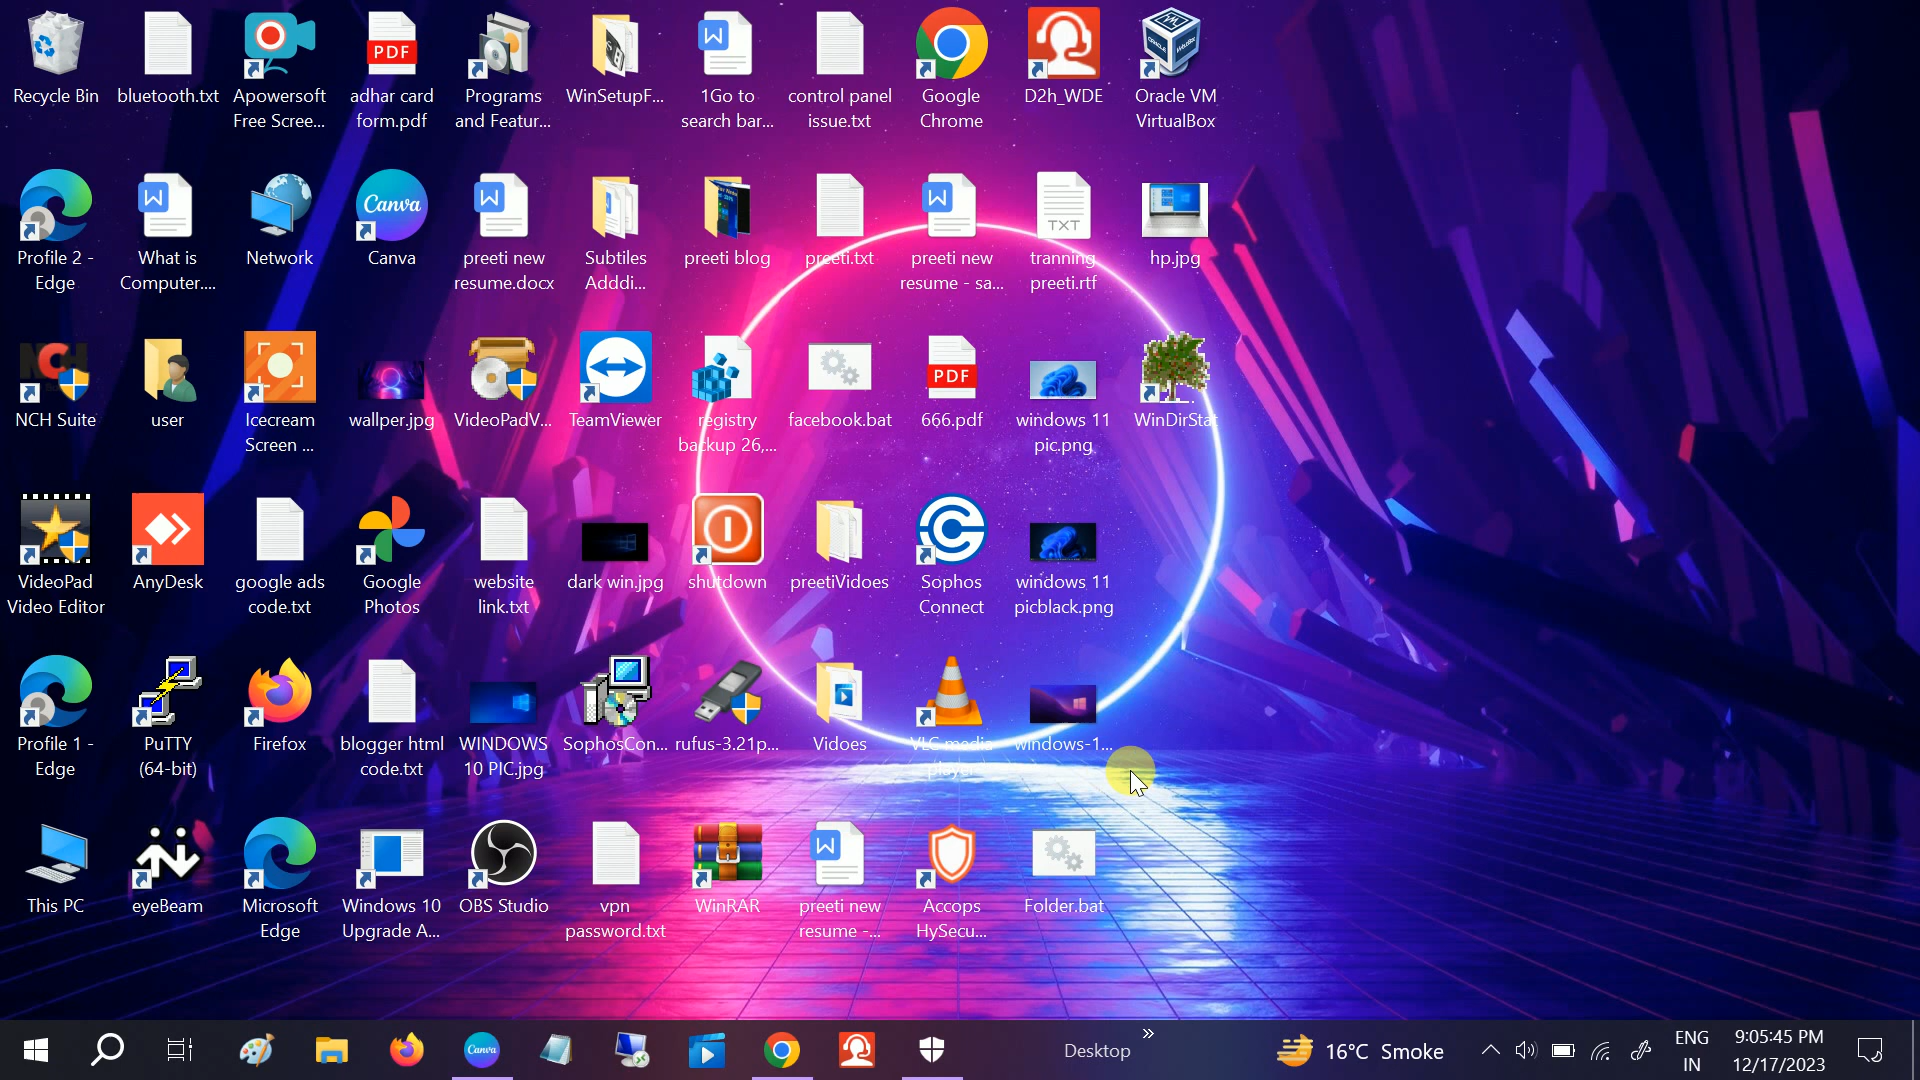 Recycle Bin
bluetooth.txt
Apowersoft
Free Scree...
PDF
adhar card
form.pdf
Programs
and Featur...
WinSetupF...
W
1Go to
search bar...
control panel
issue.txt
Google
Chrome
D2h_WDE
Oracle VM
VirtualBox
Profile 2 -
Edge
W
What is
Computer....
Network
Canva
Canva
W
preeti new
resume.docx
Subtiles
Adddi...
preeti blog
preeti.txt
W
preeti new
resume - sa...
TXT
tranning
preeti.rtf
hp.jpg
NCH
NCH Suite
user
Icecream
Screen ...
wallper.jpg
VideoPadV...
TeamViewer
registry
backup 26,...
facebook.bat
PDF
666.pdf
windows 11
pic.png
WinDirStat
VideoPad
Video Editor
AnyDesk
google ads
code.txt
Google
Photos
website
link.txt
dark win.jpg
shutdown
preetiVidoes
Sophos
Connect
windows 11
picblack.png
Profile 1 -
Edge
PuTTY
(64-bit)
Firefox
blogger html
code.txt
WINDOWS
10 PIC.jpg
SophosCon...
rufus-3.21p...
Vidoes
VLC media
player
windows-1...
This PC
eyeBeam
Microsoft
Edge
Windows 10
Upgrade A...
OBS Studio
vpn
password.txt
WinRAR
W
preeti new
resume -...
Accops
HySecu...
Folder.bat
Canva
Desktop
16°C Smoke
ENG
IN
9:05:45 PM
12/17/2023